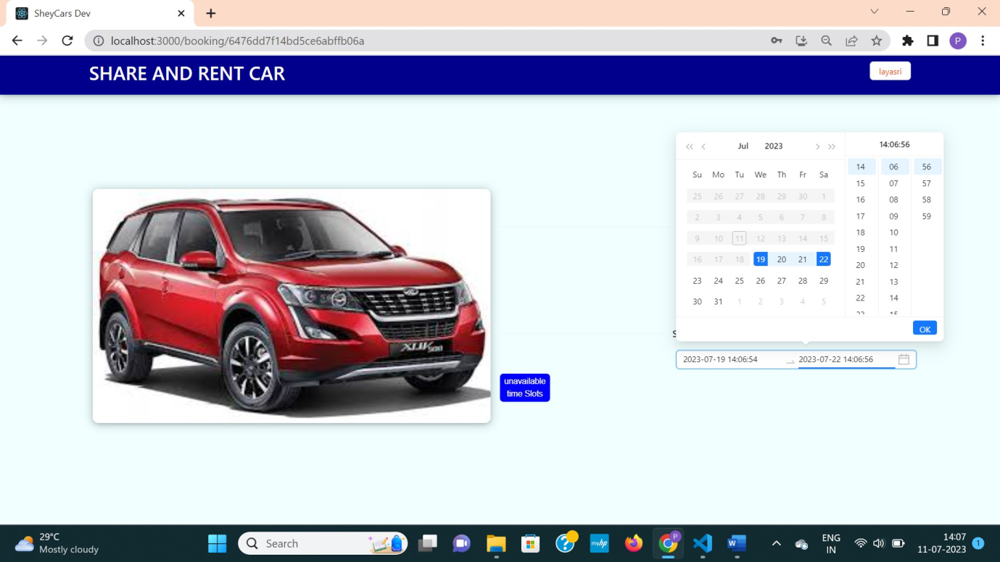 SheyCars Dev
localhost:3000/booking/6476dd7f14bd5ce6abffb06a
P
SHARE AND RENT CAR
layasri
Jul 2023
14:06:56
Su Mo Tu We Th Fr Sa
25 26 27 28 29 30 1
2 3 4 5 6 7 8
9 10 11 12 13 14 15
16 17 18 19 20 21 22
23 24 25 26 27 28 29
30 31 1 2 3 4 5
14 06 56
15 07 57
16 08 58
17 09 59
18 10
19 11
20 12
21 13
22 14
OK
S
2023-07-19 14:06:54
2023-07-22 14:06:56
XUV500
unavailable
time Slots
29°C
Mostly cloudy
Search
myhp
P
ENG
IN
14:07
11-07-2023
1